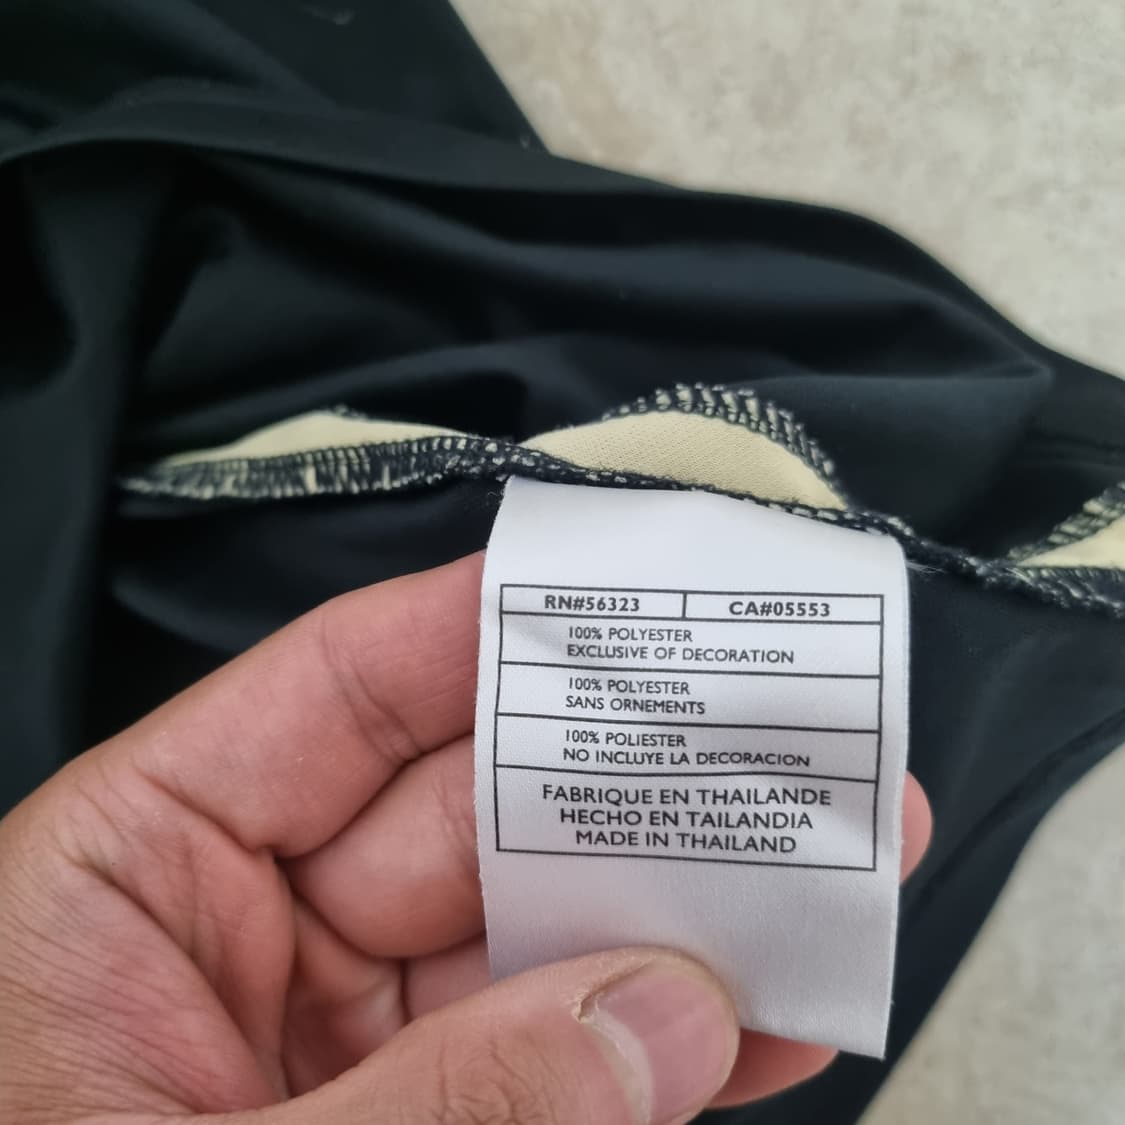 RN#56323 CA#05553
100% POLYESTER
EXCLUSIVE OF DECORATION
100% POLYESTER
SANS ORNEMENTS
100% POLIESTER
NO INCLUYE LA DECORACION
FABRIQUE EN THAILANDE
HECHO EN TAILANDIA
MADE IN THAILAND